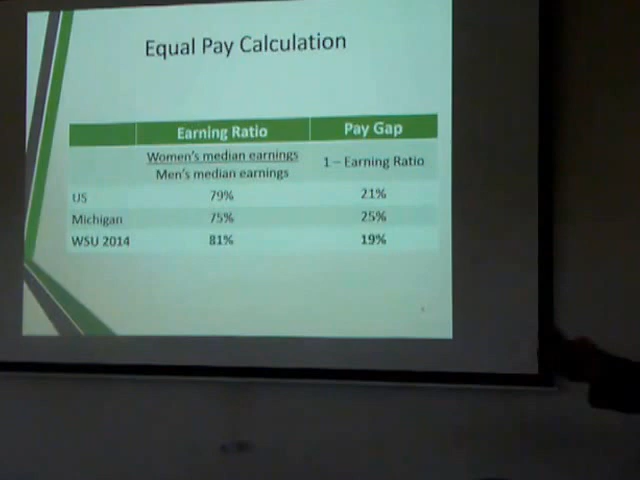 Equal Pay Calculation
Earning Ratio Pay Gap
Women's median earnings
Men's median earnings
1 – Earning Ratio
US 79% 21%
Michigan 75% 25%
WSU 2014 81% 19%